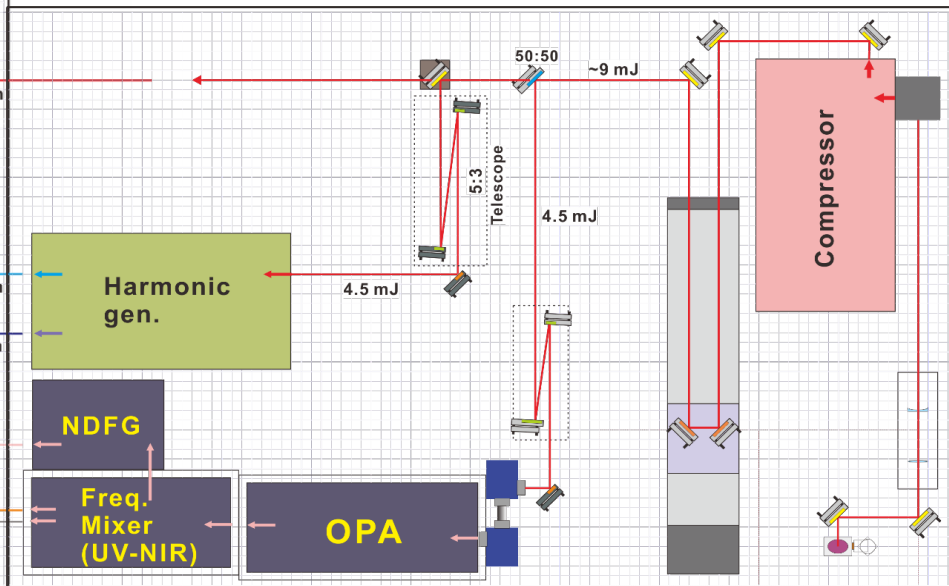 50:50
~9 mJ
5:3
Telescope
4.5 mJ
Compressor
Harmonic
gen.
4.5 mJ
NDFG
Freq.
Mixer
(UV-NIR)
OPA